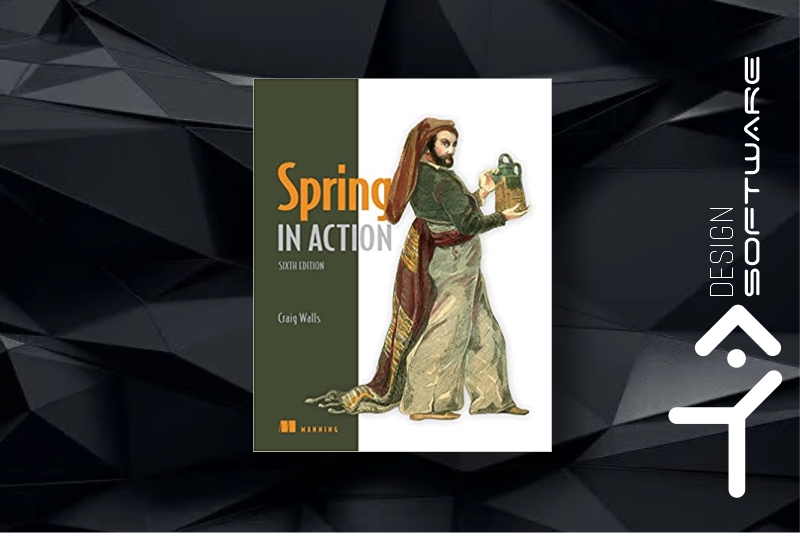 Spring
IN ACTION
SIXTH EDITION
Craig Walls
MANNING
DESIGN
SOFTWARE